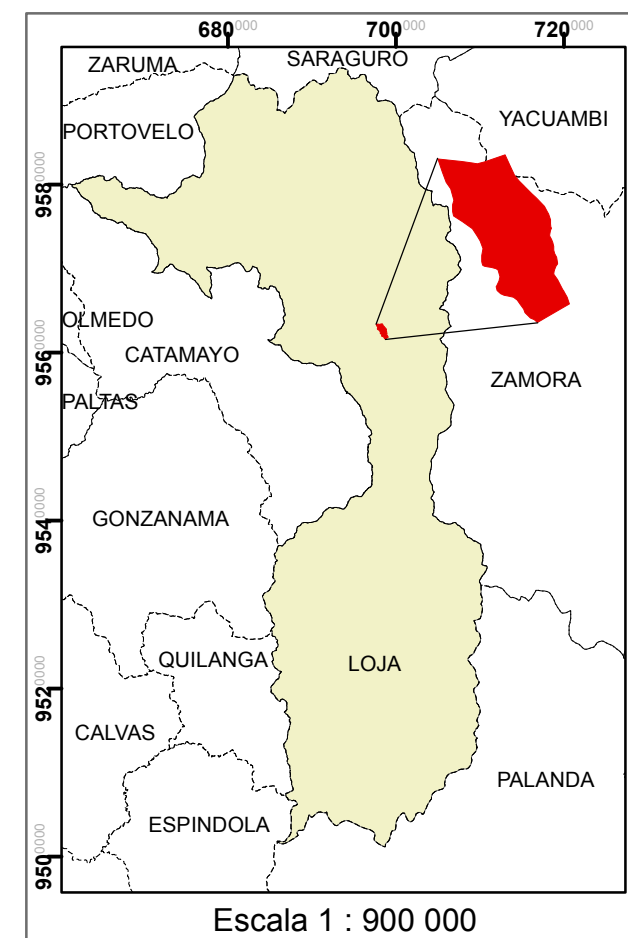 680000 700000 720000
ZARUMA
SARAGURO
YACUAMBI
PORTOVELO
9580000
OLMEDO
CATAMAYO
9560000
ZAMORA
PALTAS
GONZANAMA
9540000
QUILANGA
LOJA
9520000
CALVAS
PALANDA
ESPINDOLA
9500000
Escala 1 : 900 000